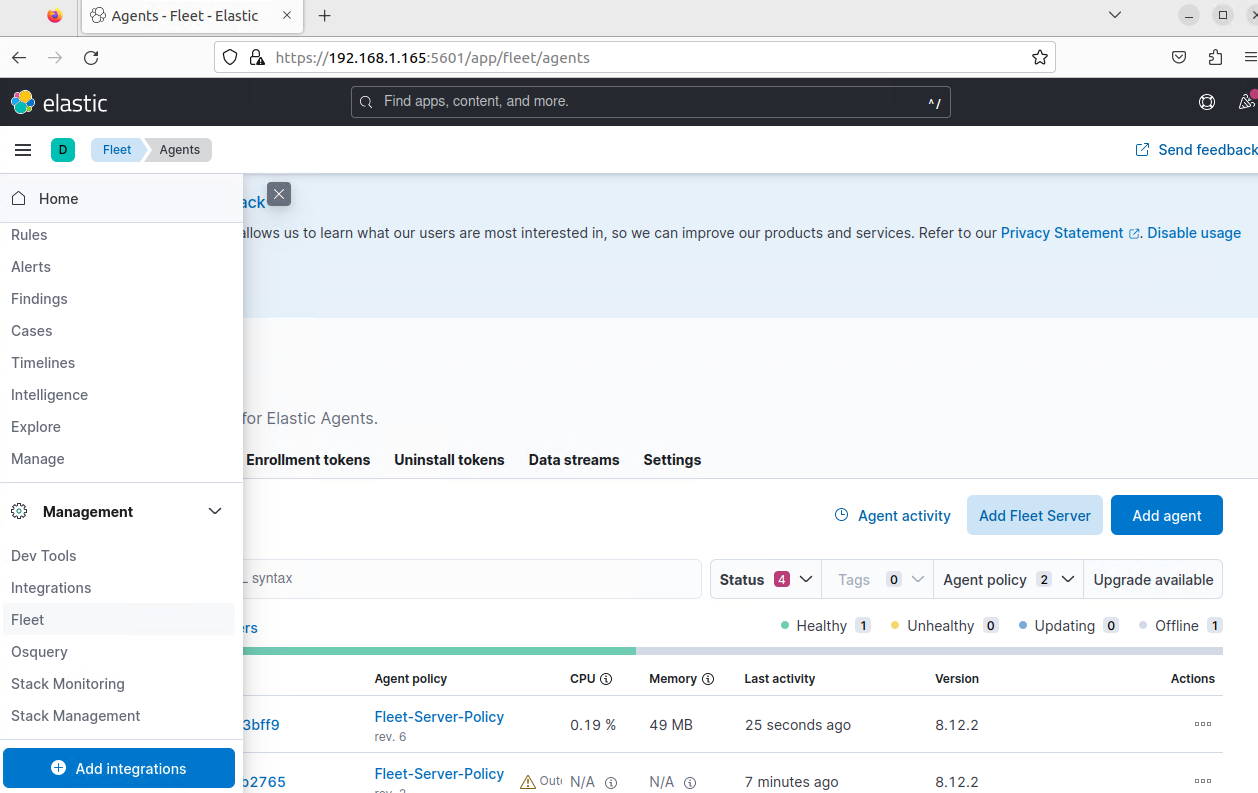 Agents - Fleet - Elastic
https://192.168.1.165:5601/app/fleet/agents
elastic
Find apps, content, and more.
^/
D
Fleet
Agents
Send feedback
Home
Rules
Alerts
Findings
Cases
Timelines
Intelligence
Explore
Manage
Management
Dev Tools
Integrations
Fleet
Osquery
Stack Monitoring
Stack Management
Add integrations
ack
allows us to learn what our users are most interested in, so we can improve our products and services. Refer to our Privacy Statement. Disable usage
for Elastic Agents.
Enrollment tokens Uninstall tokens Data streams Settings
Agent activity Add Fleet Server Add agent
L syntax
Status 4 Tags 0 Agent policy 2 Upgrade available
ers Healthy 1 Unhealthy 0 Updating 0 Offline 1
Agent policy CPU Memory Last activity Version Actions
3bff9 Fleet-Server-Policy 0.19 % 49 MB 25 seconds ago 8.12.2
rev. 6
b2765 Fleet-Server-Policy Out N/A N/A 7 minutes ago 8.12.2